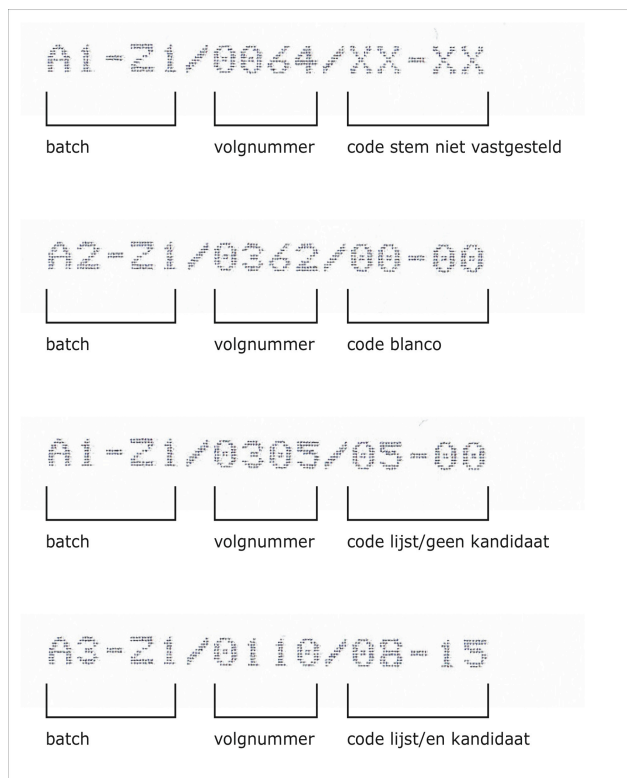 A1-Z1/0064/XX-XX
batch volgnummer code stem niet vastgesteld
A2-Z1/0362/00-00
batch volgnummer code blanco
A1-Z1/0305/05-00
batch volgnummer code lijst/geen kandidaat
A3-Z1/0110/08-15
batch volgnummer code lijst/en kandidaat